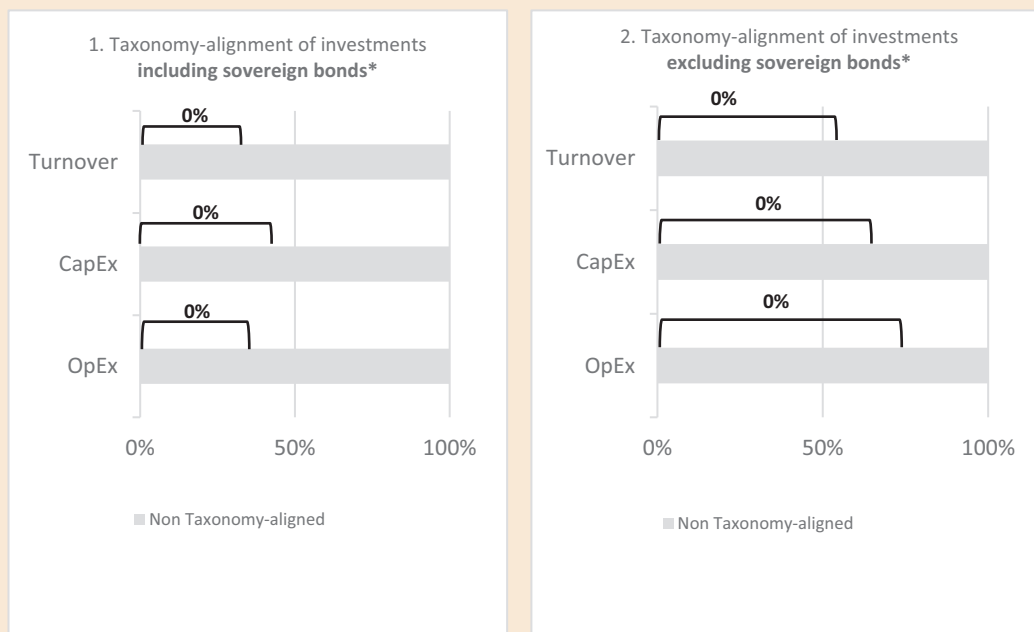 1. Taxonomy-alignment of investments
including sovereign bonds*
0%
Turnover
0%
CapEx
0%
OpEx
0% 50% 100%
Non Taxonomy-aligned
2. Taxonomy-alignment of investments
excluding sovereign bonds*
0%
Turnover
0%
CapEx
0%
OpEx
0% 50% 100%
Non Taxonomy-aligned